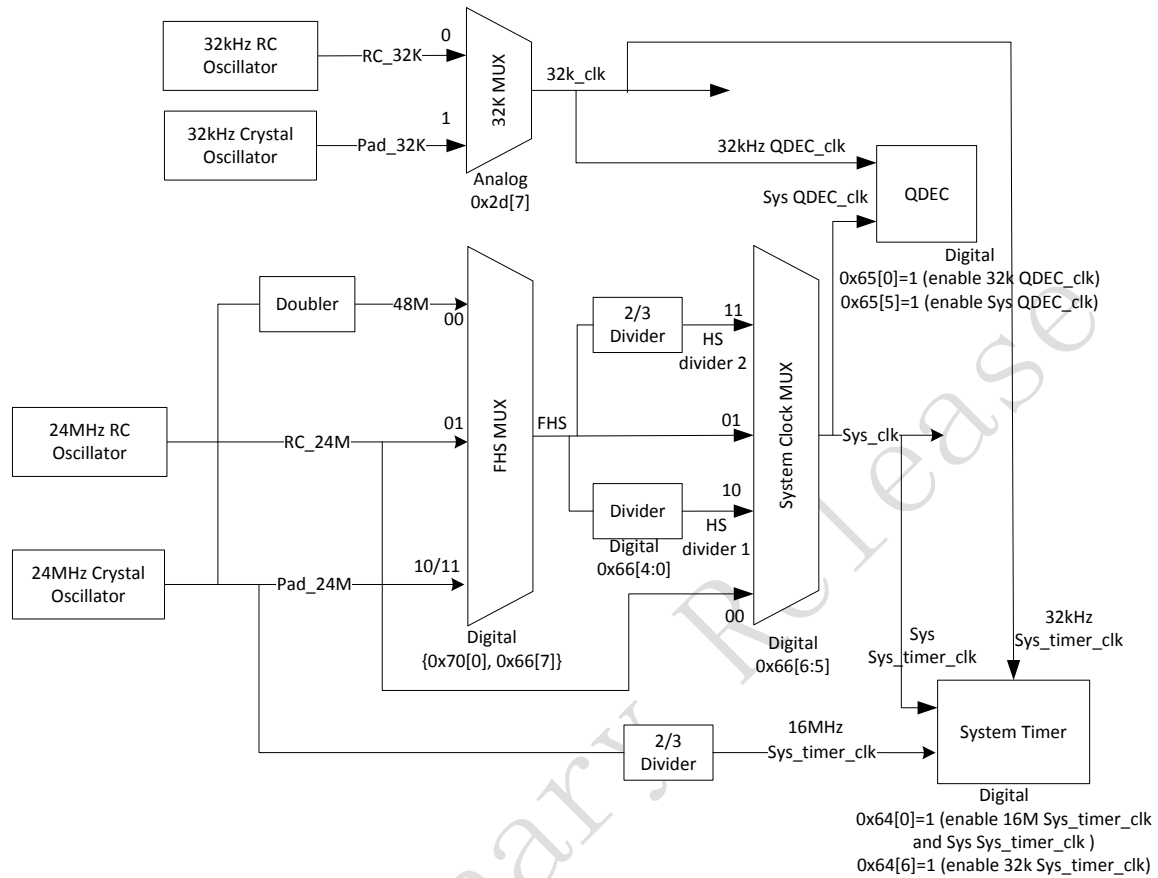 32kHz RC
Oscillator
RC_32K
0
32kHz Crystal
Oscillator
Pad_32K
1
32K MUX
Analog
0x2d[7]
32k_clk
32kHz QDEC_clk
Sys QDEC_clk
QDEC
Digital
0x65[0]=1 (enable 32k QDEC_clk)
0x65[5]=1 (enable Sys QDEC_clk)
Doubler
48M
00
24MHz RC
Oscillator
RC_24M
01
24MHz Crystal
Oscillator
Pad_24M
10/11
FHS MUX
Digital
{0x70[0], 0x66[7]}
FHS
2/3
Divider
11
HS
divider 2
01
Divider
Digital
0x66[4:0]
10
HS
divider 1
00
System Clock MUX
Digital
0x66[6:5]
Sys_clk
Sys
Sys_timer_clk
32kHz
Sys_timer_clk
2/3
Divider
16MHz
Sys_timer_clk
System Timer
Digital
0x64[0]=1 (enable 16M Sys_timer_clk
and Sys Sys_timer_clk )
0x64[6]=1 (enable 32k Sys_timer_clk)
nary Release